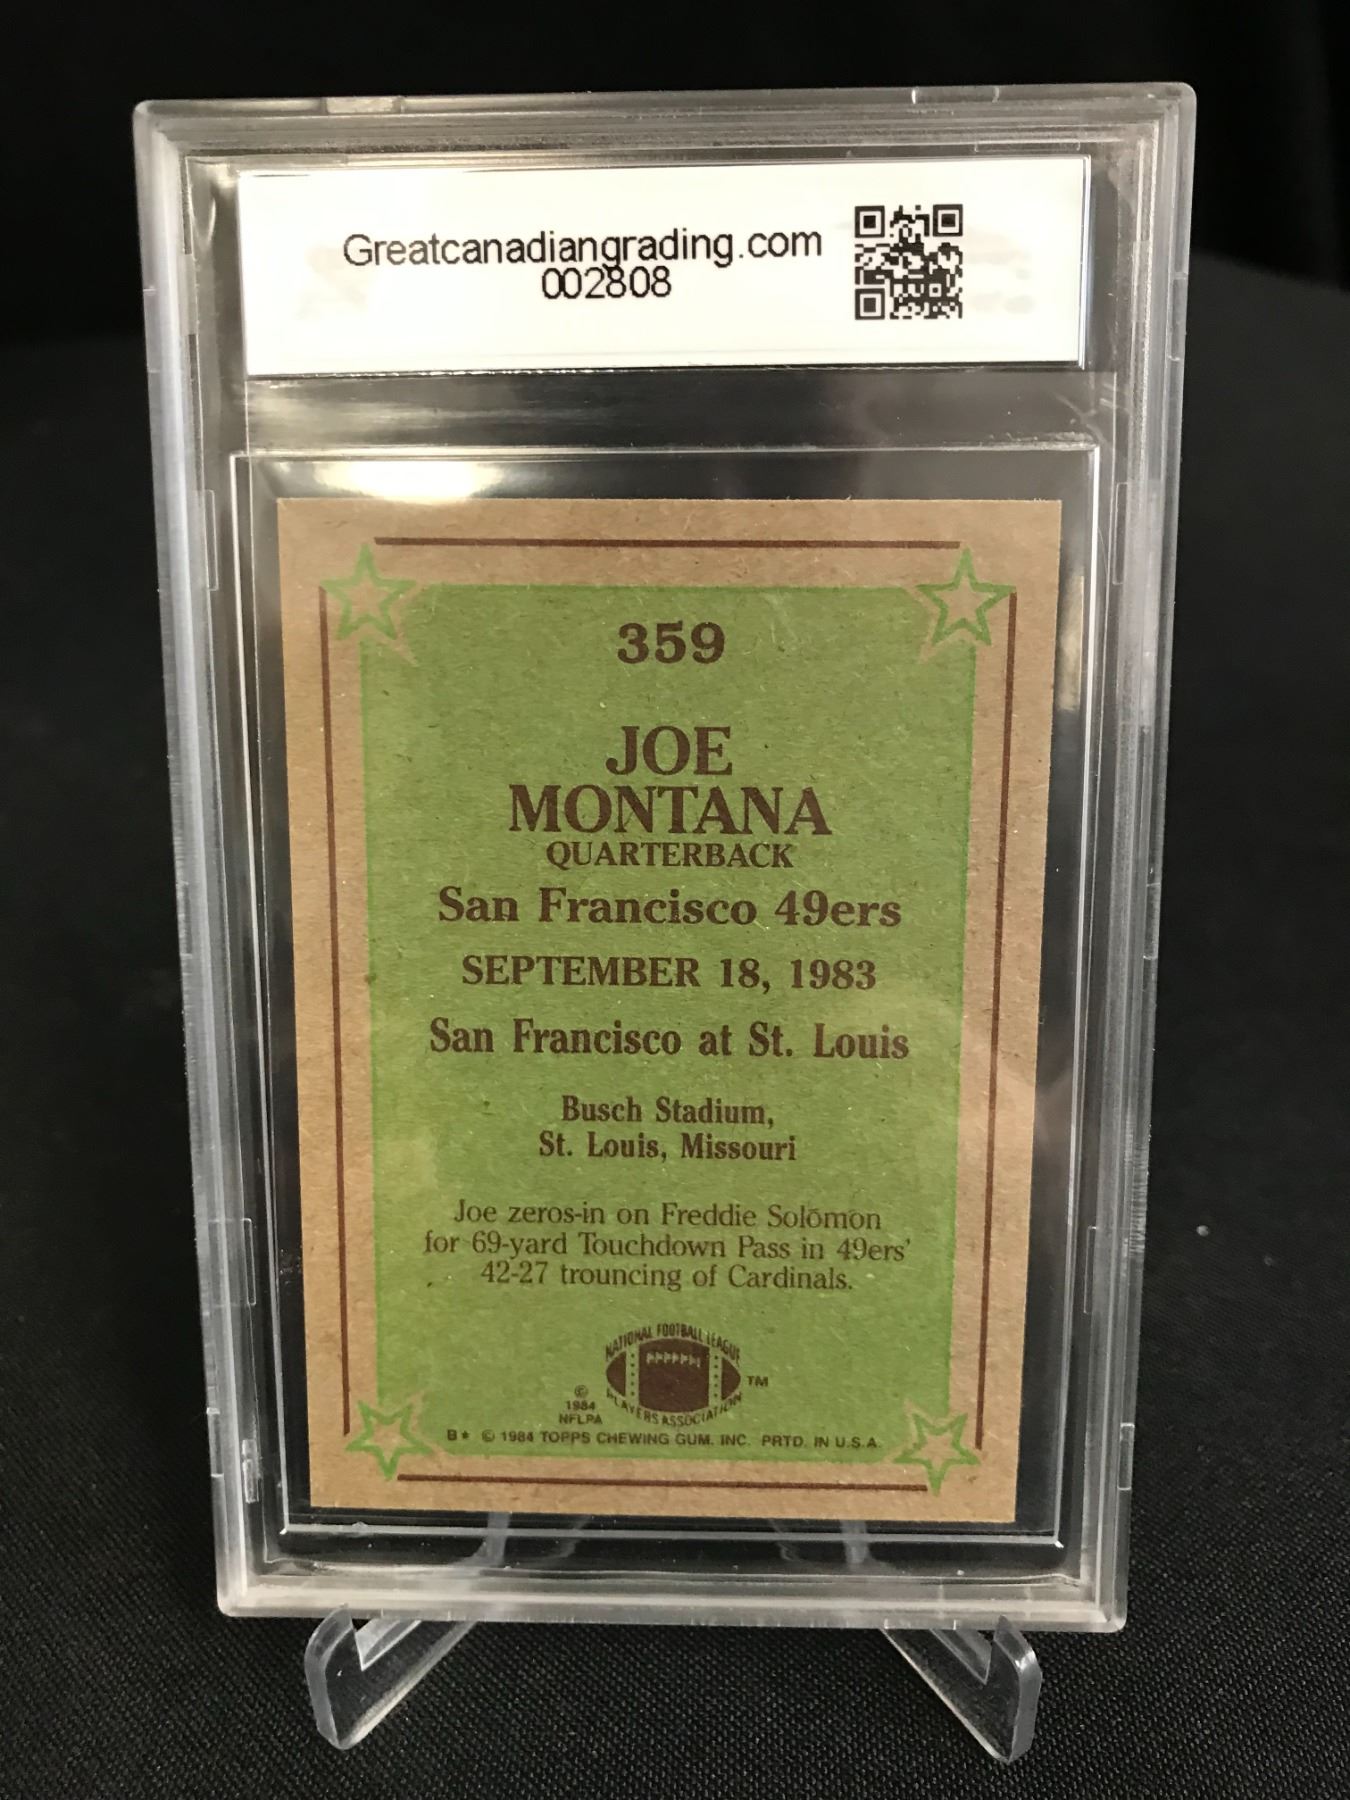 Greatcanadiangrading.com
002808
359
JOE
MONTANA
QUARTERBACK
San Francisco 49ers
SEPTEMBER 18, 1983
San Francisco at St. Louis
Busch Stadium,
St. Louis, Missouri
Joe zeros-in on Freddie Solomon
for 69-yard Touchdown Pass in 49ers'
42-27 trouncing of Cardinals.
NATIONAL FOOTBALL LEAGUE
PLAYERS ASSOCIATION
TM
©
1984
NFLPA
B* © 1984 TOPPS CHEWING GUM. INC. PRTD. IN U.S.A.